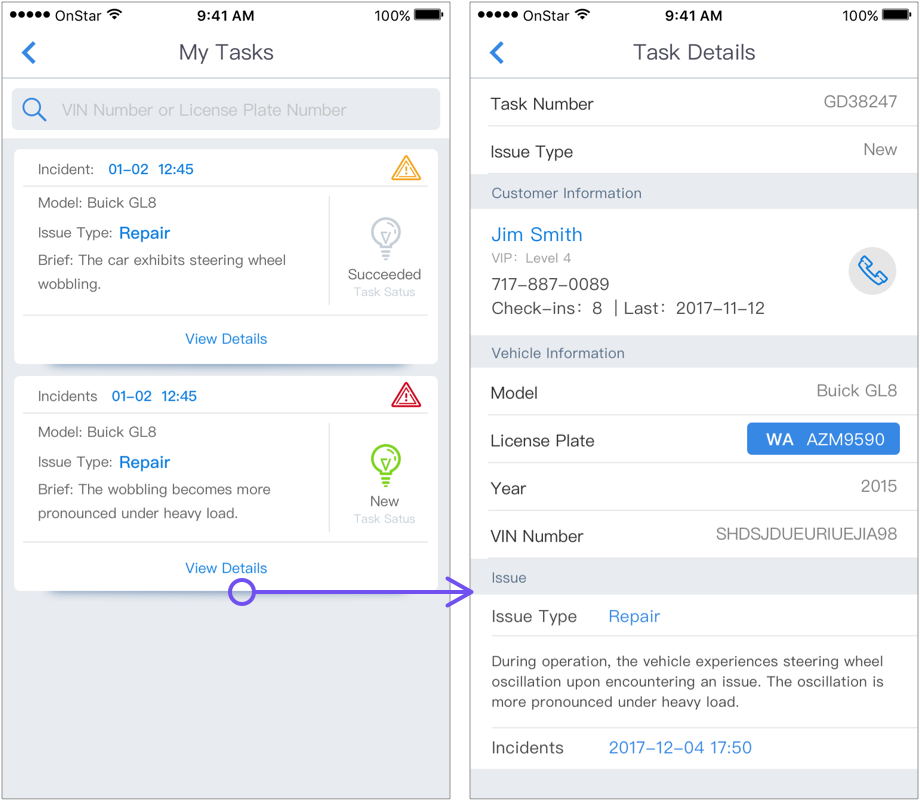 OnStar 9:41 AM 100%
My Tasks
VIN Number or License Plate Number
Incident: 01-02 12:45
Model: Buick GL8
Issue Type: Repair
Brief: The car exhibits steering wheel
wobbling.
Succeeded
Task Satus
View Details
Incidents 01-02 12:45
Model: Buick GL8
Issue Type: Repair
Brief: The wobbling becomes more
pronounced under heavy load.
New
Task Satus
View Details
OnStar 9:41 AM 100%
Task Details
Task Number GD38247
Issue Type New
Customer Information
Jim Smith
VIP: Level 4
717-887-0089
Check-ins: 8 | Last: 2017-11-12
Vehicle Information
Model Buick GL8
License Plate WA AZM9590
Year 2015
VIN Number SHDSJDUEURIUEJIA98
Issue
Issue Type Repair
During operation, the vehicle experiences steering wheel
oscillation upon encountering an issue. The oscillation is
more pronounced under heavy load.
Incidents 2017-12-04 17:50